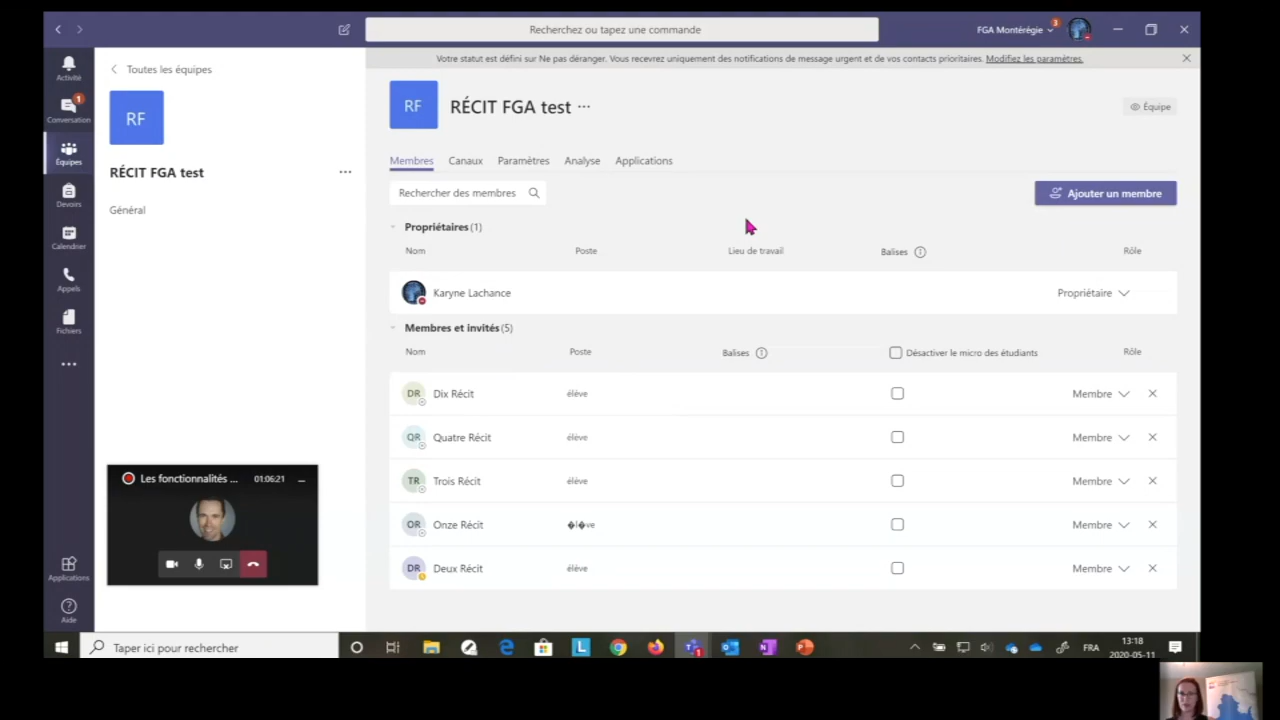 Recherchez ou tapez une commande
FGA Montérégie
3
Votre statut est défini sur Ne pas déranger. Vous recevrez uniquement des notifications de message urgent et de vos contacts prioritaires. Modifiez les paramètres.
Activité
1
Conversation
Équipes
Devoirs
Calendrier
Appels
Fichiers
Applications
Aide
Toutes les équipes
RF
RÉCIT FGA test
Général
RF
RÉCIT FGA test
Équipe
Membres Canaux Paramètres Analyse Applications
Rechercher des membres
Ajouter un membre
Propriétaires (1)
Nom Poste Lieu de travail Balises Rôle
Karyne Lachance Propriétaire
Membres et invités (5)
Nom Poste Balises Désactiver le micro des étudiants Rôle
DR Dix Récit élève Membre
QR Quatre Récit élève Membre
TR Trois Récit élève Membre
OR Onze Récit �l�ve Membre
DR Deux Récit élève Membre
Les fonctionnalités ... 01:06:21
Taper ici pour rechercher
FRA
13:18
2020-05-11